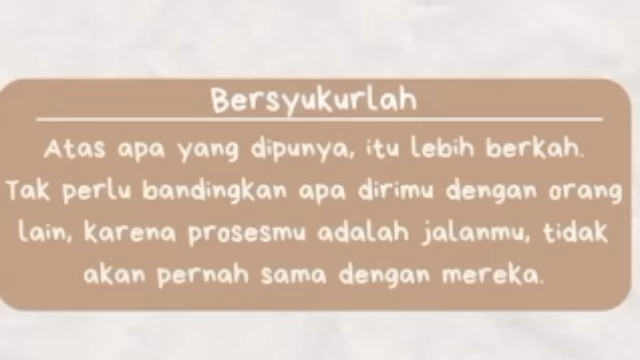 Bersyukurlah
Atas apa yang dipunya, itu lebih berkah.
Tak perlu bandingkan apa dirimu dengan orang
lain, karena prosesmu adalah jalanmu, tidak
akan pernah sama dengan mereka.